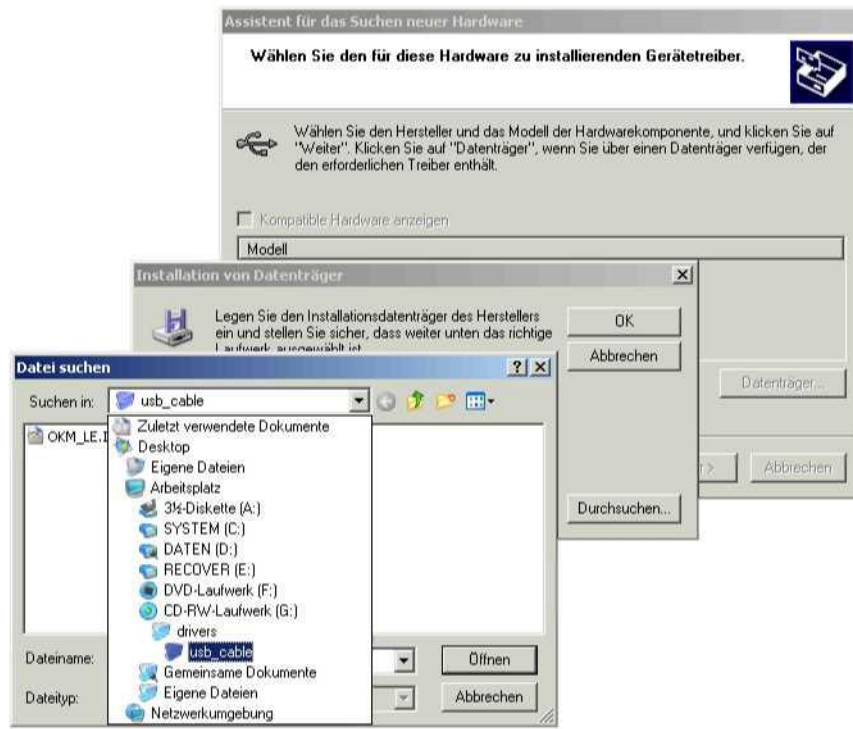 Assistent für das Suchen neuer Hardware
Wählen Sie den für diese Hardware zu installierenden Gerätetreiber.
Wählen Sie den Hersteller und das Modell der Hardwarekomponente, und klicken Sie auf
"Weiter". Klicken Sie auf "Datenträger", wenn Sie über einen Datenträger verfügen, der
den erforderlichen Treiber enthält.
Kompatible Hardware anzeigen
Modell
Datenträger...
Abbrechen
Installation von Datenträger
Legen Sie den Installationsdatenträger des Herstellers
ein und stellen Sie sicher, dass weiter unten das richtige
Laufwerk ausgewählt ist
OK
Abbrechen
Durchsuchen...
Datei suchen
Suchen in:
usb_cable
OKM_LE.I
Zuletzt verwendete Dokumente
Desktop
Eigene Dateien
Arbeitsplatz
3½-Diskette (A:)
SYSTEM (C:)
DATEN (D:)
RECOVER (E:)
DVD-Laufwerk (F:)
CD-RW-Laufwerk (G:)
drivers
usb_cable
Gemeinsame Dokumente
Eigene Dateien
Netzwerkumgebung
Dateiname:
Öffnen
Dateityp:
Abbrechen